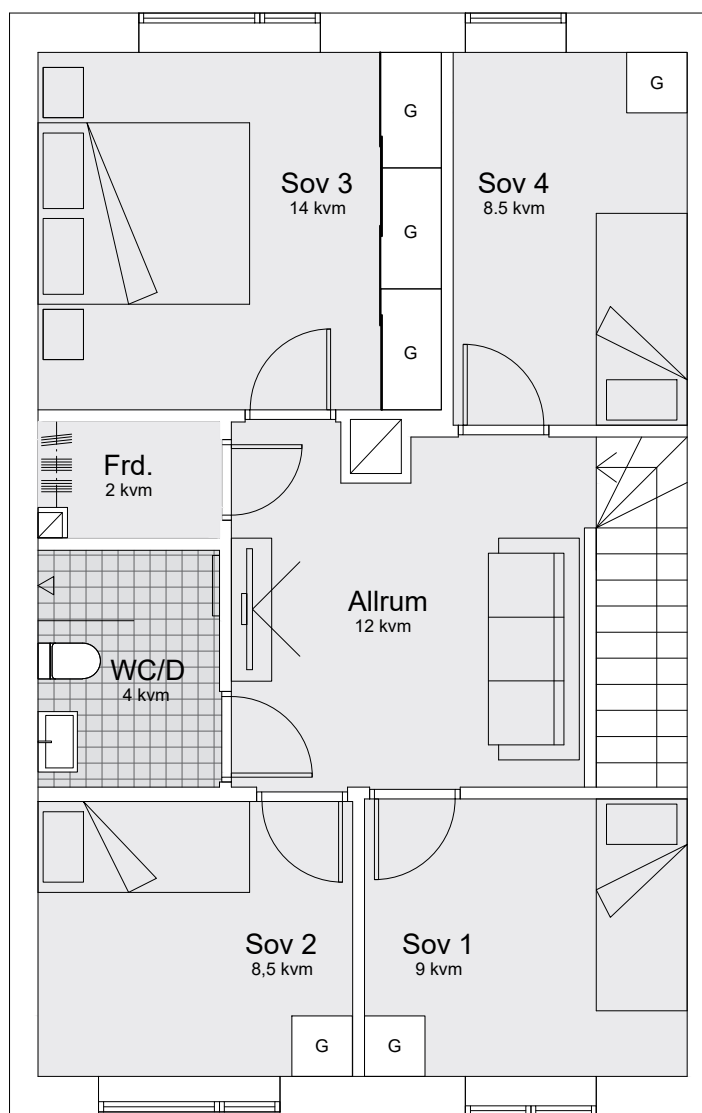 G
G
Sov 3
14 kvm
Sov 4
8.5 kvm
G
G
Frd.
2 kvm
Allrum
12 kvm
WC/D
4 kvm
Sov 2
8,5 kvm
Sov 1
9 kvm
G
G